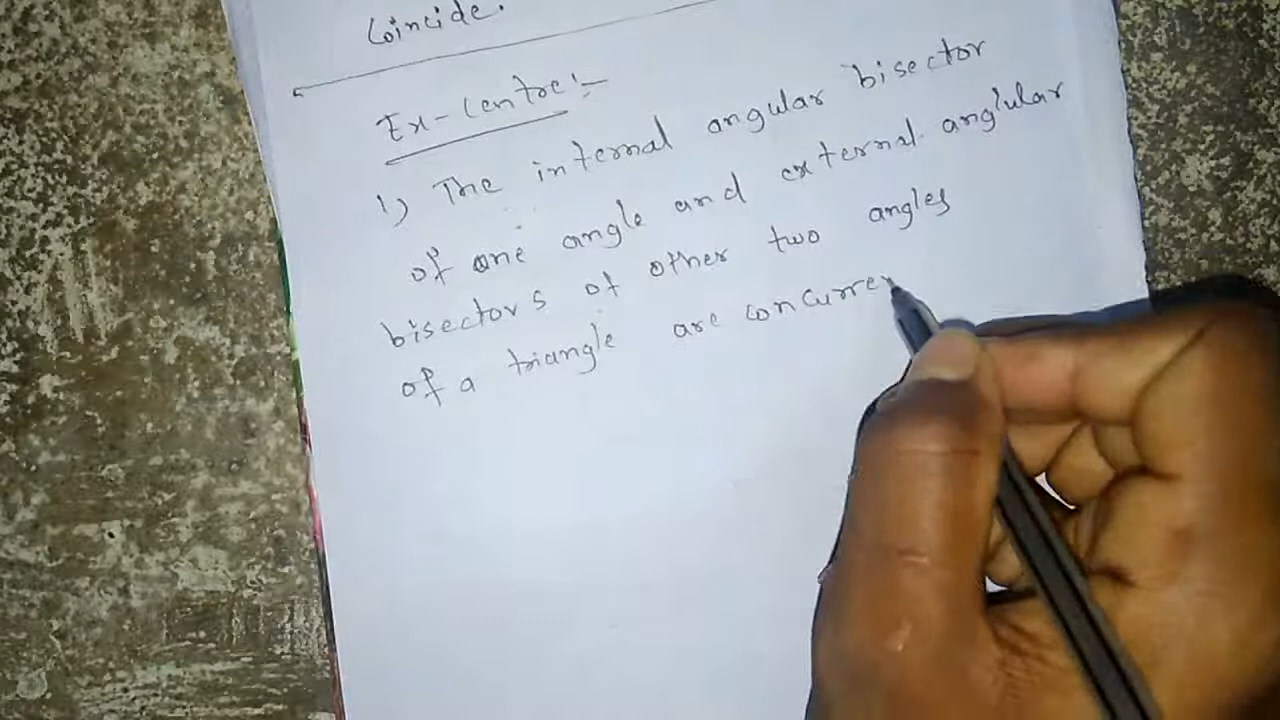 Coincide.
Ex-Centre:-
1) The internal angular bisector
of one angle and external angular
bisectors of other two angles
of a triangle are concurren